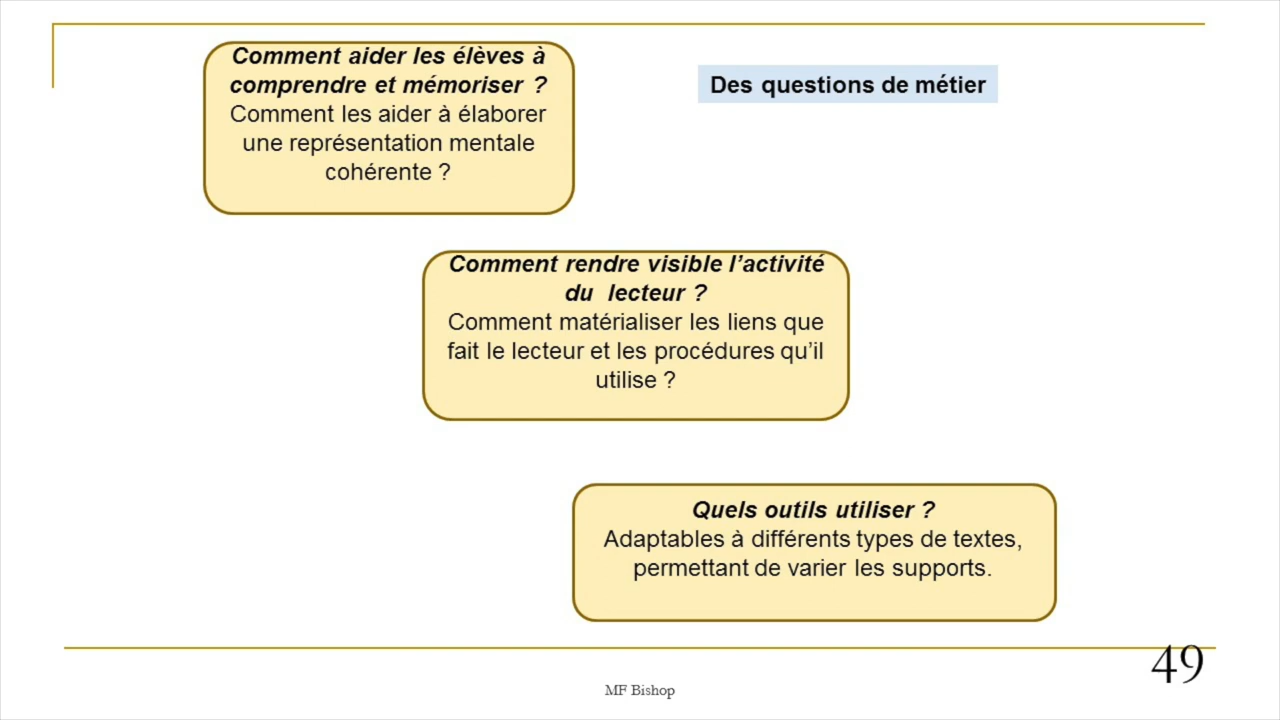 Comment aider les élèves à
comprendre et mémoriser ?
Comment les aider à élaborer
une représentation mentale
cohérente ?
Des questions de métier
Comment rendre visible l’activité
du lecteur ?
Comment matérialiser les liens que
fait le lecteur et les procédures qu’il
utilise ?
Quels outils utiliser ?
Adaptables à différents types de textes,
permettant de varier les supports.
49
MF Bishop